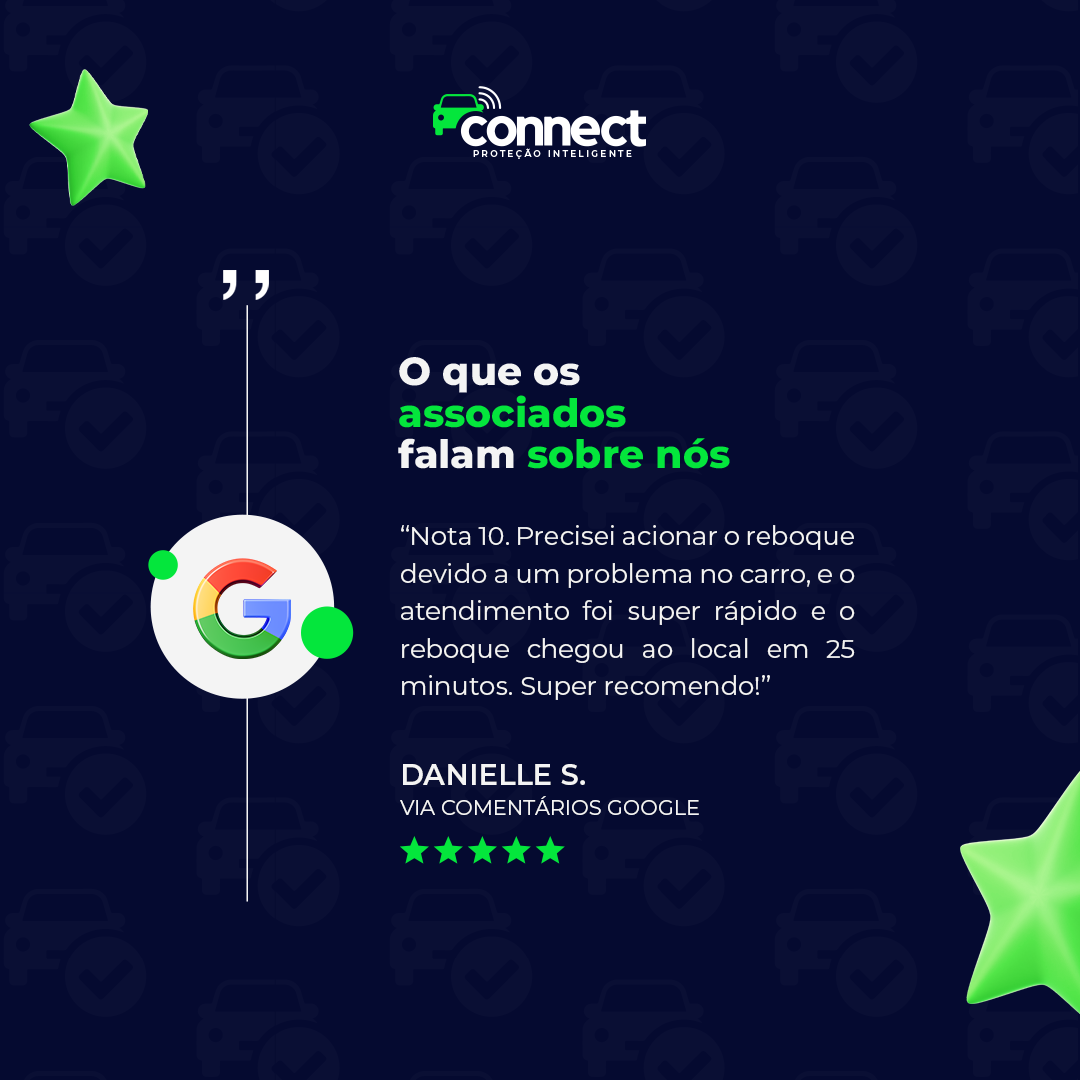 connect
PROTEÇÃO INTELIGENTE
’’
O que os
associados
falam sobre nós
“Nota 10. Precisei acionar o reboque
devido a um problema no carro, e o
atendimento foi super rápido e o
reboque chegou ao local em 25
minutos. Super recomendo!”
DANIELLE S.
VIA COMENTÁRIOS GOOGLE
G